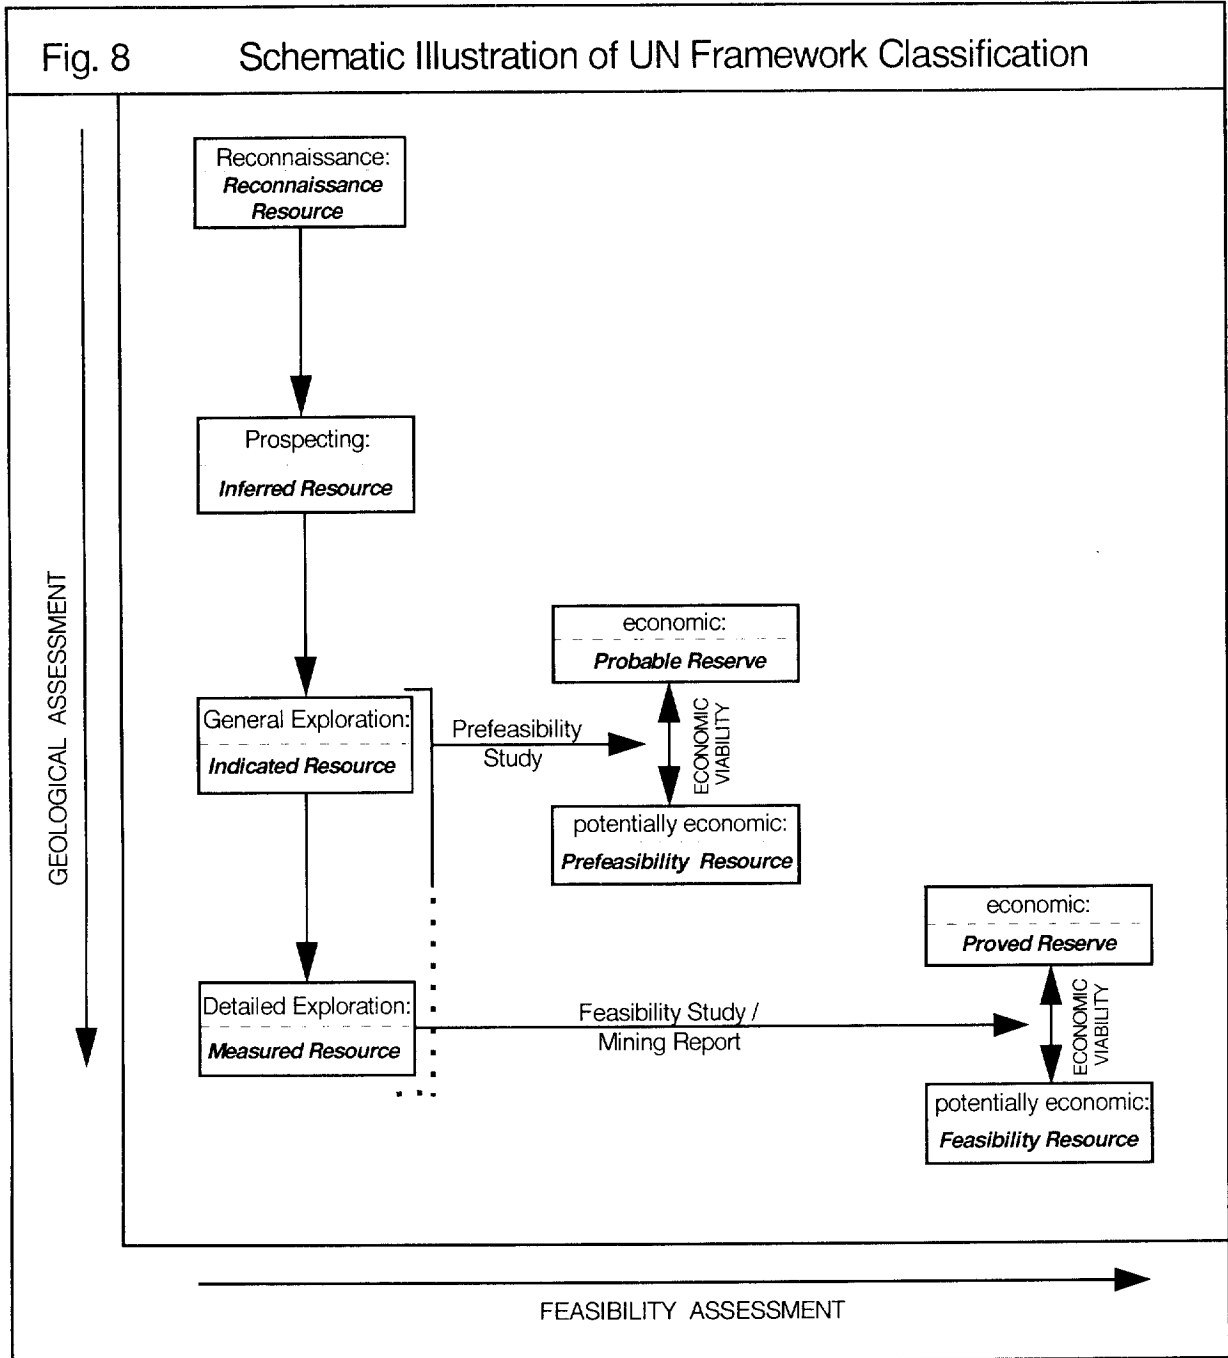 Fig. 8
Schematic Illustration of UN Framework Classification
Reconnaissance:
Reconnaissance
Resource
Prospecting:
Inferred Resource
GEOLOGICAL ASSESSMENT
economic:
Probable Reserve
General Exploration:
Indicated Resource
Prefeasibility
Study
ECONOMIC
VIABILITY
potentially economic:
Prefeasibility Resource
economic:
Proved Reserve
Detailed Exploration:
Measured Resource
Feasibility Study /
Mining Report
ECONOMIC
VIABILITY
potentially economic:
Feasibility Resource
FEASIBILITY ASSESSMENT